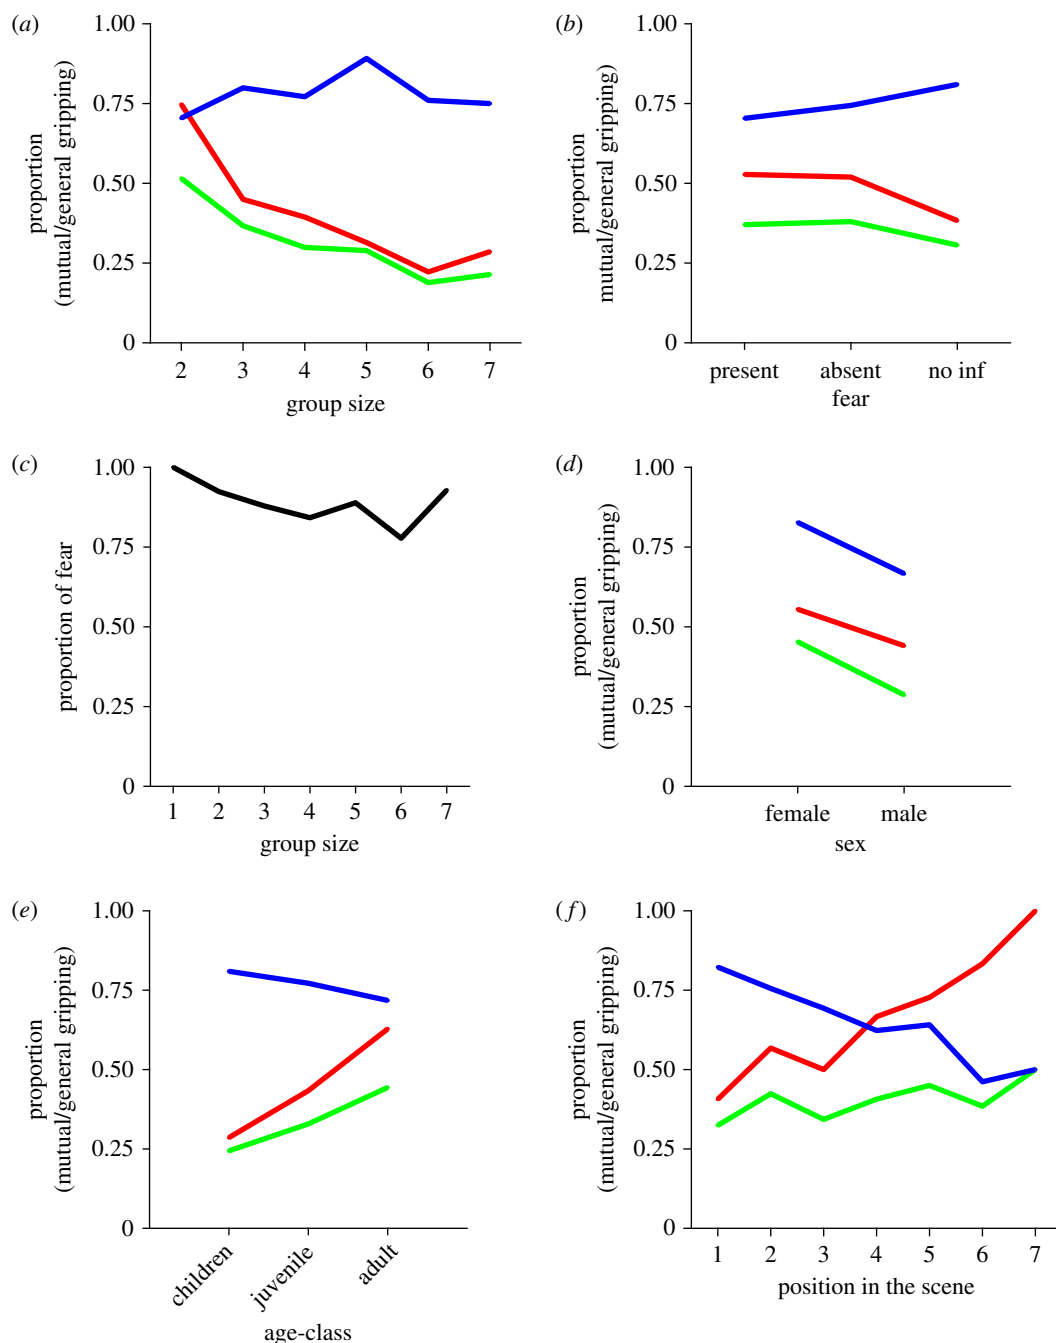 (a)
1.00
0.75
0.50
0.25
0
proportion
(mutual/general gripping)
2 3 4 5 6 7
group size
(b)
1.00
0.75
0.50
0.25
0
proportion
mutual/general gripping)
present absent no inf
fear
(c)
1.00
0.75
0.50
0.25
0
proportion of fear
1 2 3 4 5 6 7
group size
(d)
1.00
0.75
0.50
0.25
0
proportion
(mutual/general gripping)
female male
sex
(e)
1.00
0.75
0.50
0.25
0
proportion
(mutual/general gripping)
children juvenile adult
age-class
(f)
1.00
0.75
0.50
0.25
0
proportion
(mutual/general gripping)
1 2 3 4 5 6 7
position in the scene